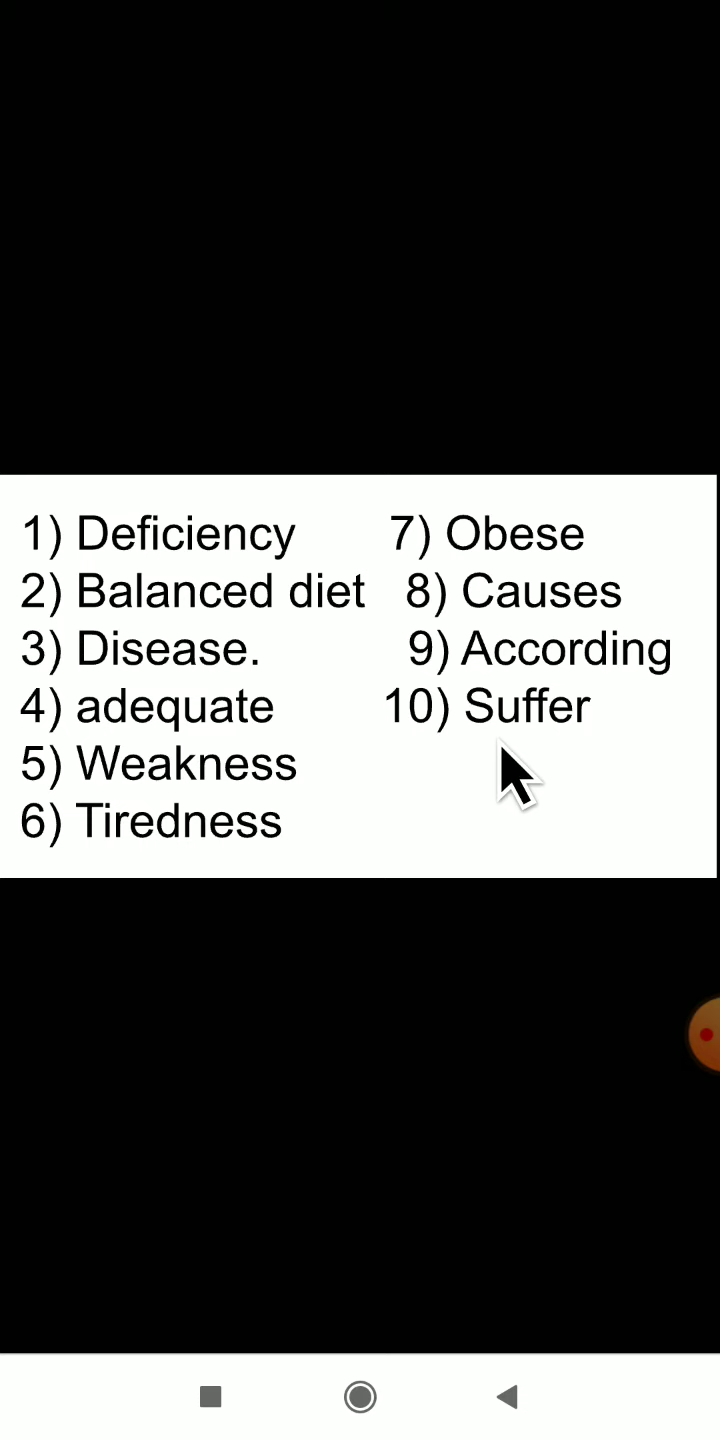 1) Deficiency 7) Obese
2) Balanced diet 8) Causes
3) Disease. 9) According
4) adequate 10) Suffer
5) Weakness
6) Tiredness